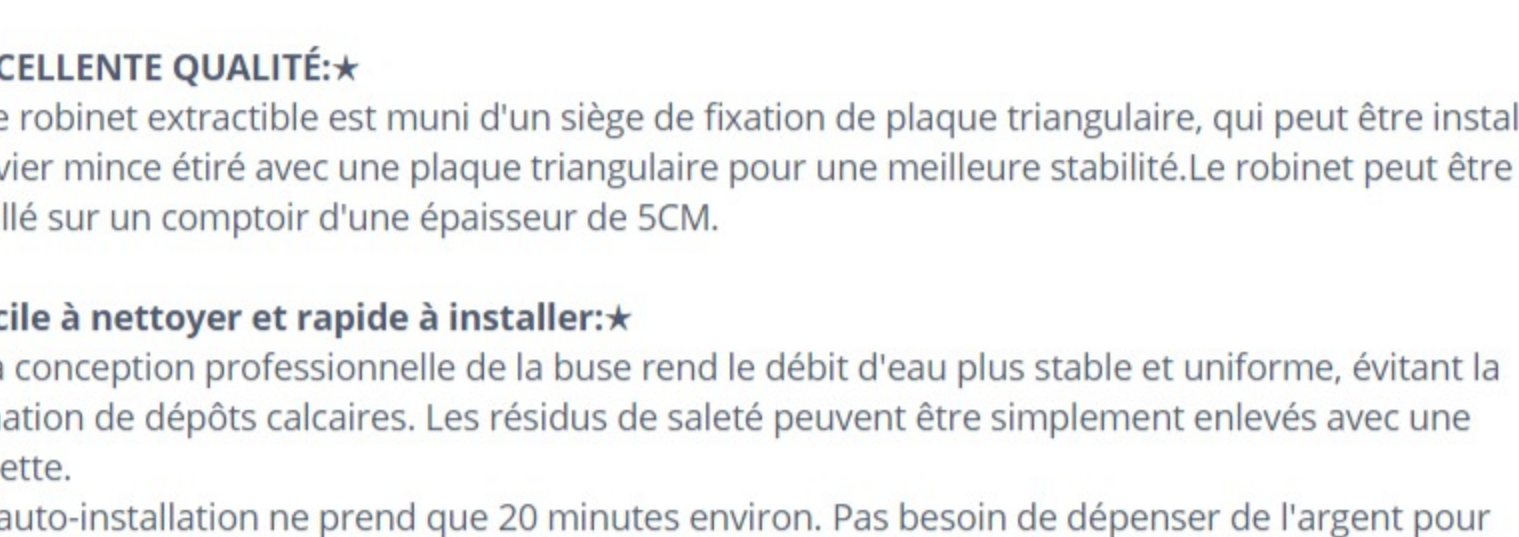 CELLENTE QUALITÉ:★
e robinet extractible est muni d'un siège de fixation de plaque triangulaire, qui peut être instal
vier mince étiré avec une plaque triangulaire pour une meilleure stabilité.Le robinet peut être
llé sur un comptoir d'une épaisseur de 5CM.
cile à nettoyer et rapide à installer:★
a conception professionnelle de la buse rend le débit d'eau plus stable et uniforme, évitant la
ation de dépôts calcaires. Les résidus de saleté peuvent être simplement enlevés avec une
ette.
auto-installation ne prend que 20 minutes environ. Pas besoin de dépenser de l'argent pour